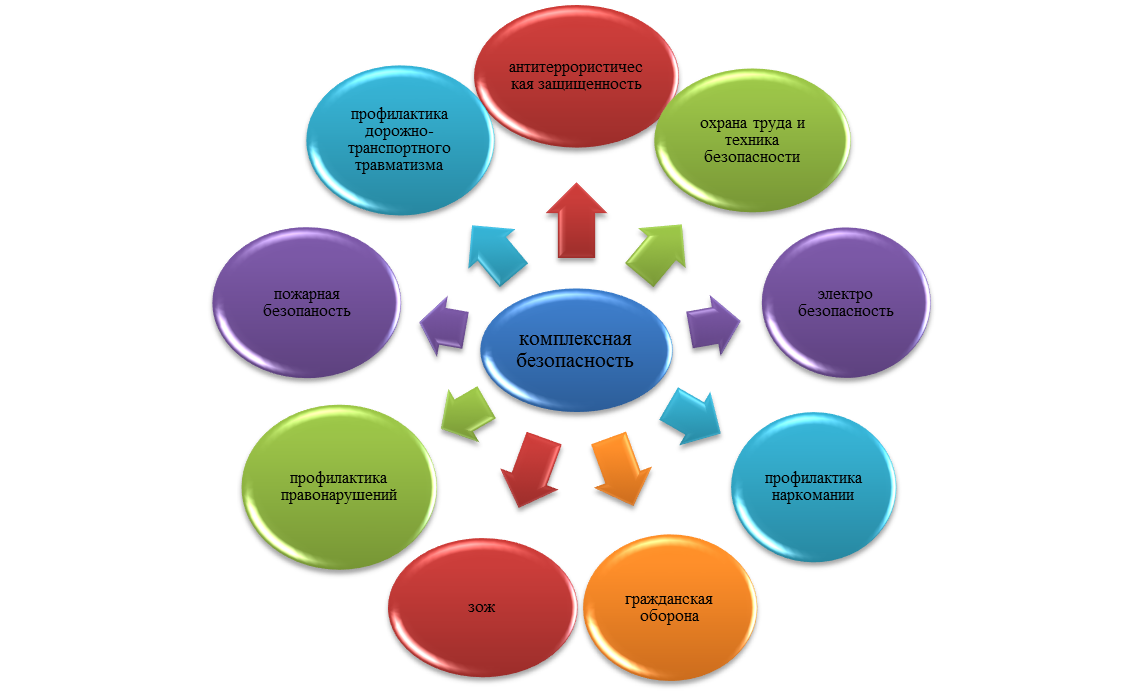 антитеррористичес
кая защищенность
охрана труда и
техника
безопасности
электро
безопасность
профилактика
наркомании
гражданская
оборона
зож
профилактика
правонарушений
пожарная
безопаность
профилактика
дорожно-
транспортного
травматизма
комплексная
безопасность